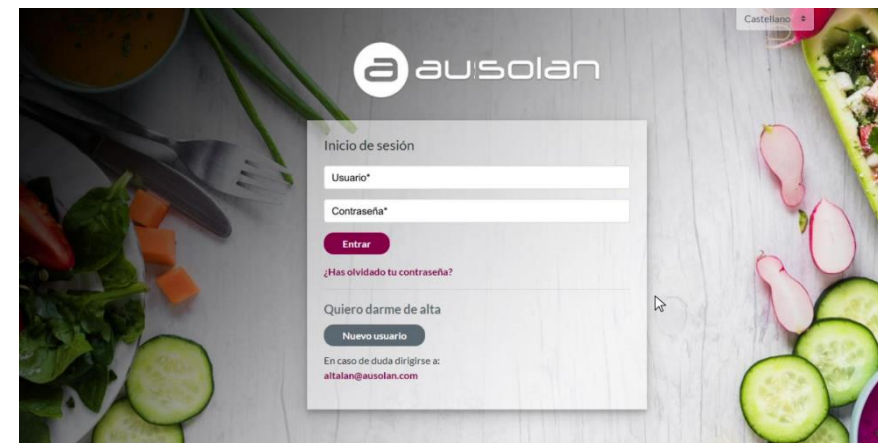 Castellano
ausolan
Inicio de sesión
Usuario*
Contraseña*
Entrar
¿Has olvidado tu contraseña?
Quiero darme de alta
Nuevo usuario
En caso de duda dirigirse a:
altalan@ausolan.com